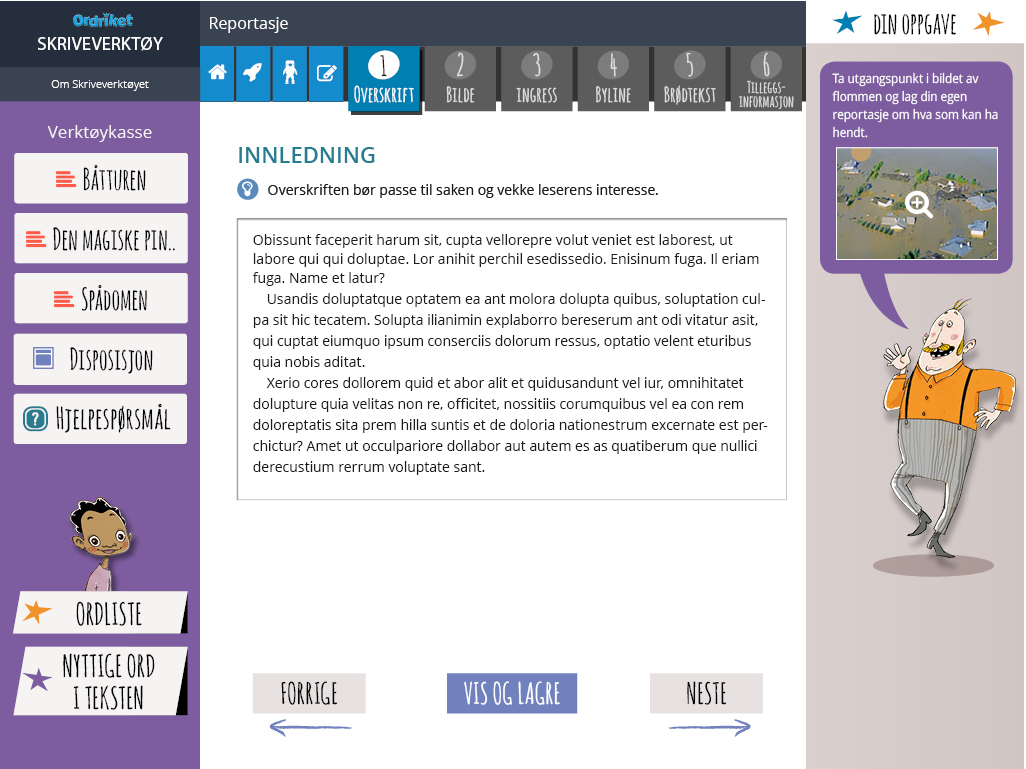 Ordriket
SKRIVEVERKTØY
Om Skriveverktøyet
Verktøykasse
BÅTTUREN
DEN MAGISKE PIN..
SPÅDOMEN
DISPOSISJON
? HJELPESPØRSMÅL
ORDLISTE
NYTTIGE ORD
I TEKSTEN
Reportasje
1
OVERSKRIFT
2
BILDE
3
INGRESS
4
BYLINE
5
BRØDTEKST
6
TILLEGGS-
INFORMASJON
INNLEDNING
Overskriften bør passe til saken og vekke leserens interesse.
Obissunt faceperit harum sit, cupta vellorepre volut veniet est laborest, ut
labore qui qui doluptae. Lor anihit perchil esedissedio. Enisinum fuga. Il eriam
fuga. Name et latur?
Usandis doluptatque optatem ea ant molora dolupta quibus, soluptation cul-
pa sit hic tecatem. Solupta ilianimin explaborro bereserum ant odi vitatur asit,
qui cuptat eiumquo ipsum conserciis dolorum ressus, optatio velent eturibus
quia nobis aditat.
Xerio cores dollorem quid et abor alit et quidusandunt vel iur, omnihitatet
dolupture quia velitas non re, officitet, nossitiis corumquibus vel ea con rem
doloreptatis sita prem hilla suntis et de doloria nationestrum excernate est per-
chictur? Amet ut occulpariore dollabor aut autem es as quatiberum que nullici
derecustium rerrum voluptate sant.
FORRIGE
VIS OG LAGRE
NESTE
DIN OPPGAVE
Ta utgangspunkt i bildet av
flommen og lag din egen
reportasje om hva som kan ha
hendt.